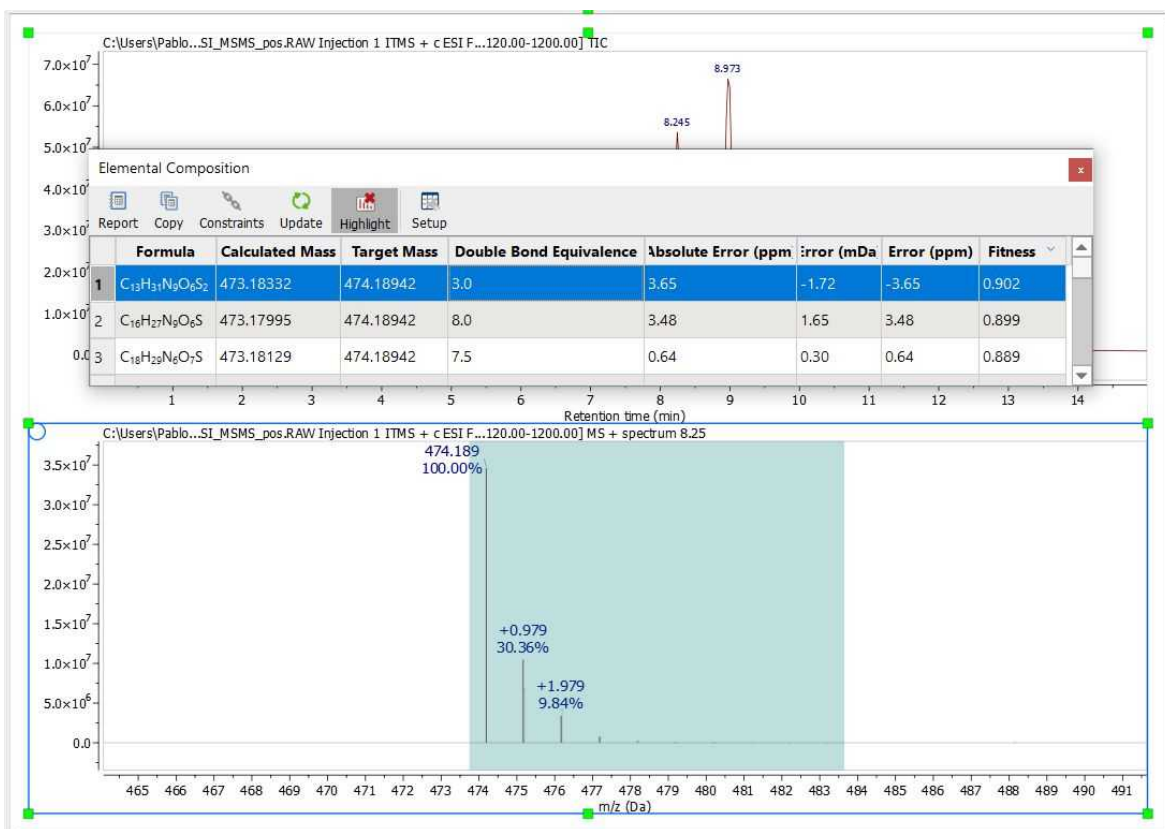 C:\Users\Pablo...SI_MSMS_pos.RAW Injection 1 ITMS + c ESI F...120.00-1200.00] TIC
7.0×10⁷
6.0×10⁷
5.0×10⁷
4.0×10⁷
3.0×10⁷
2.0×10⁷
1.0×10⁷
0.0
8.245
8.973
Elemental Composition
x
Report Copy Constraints Update Highlight Setup
Formula Calculated Mass Target Mass Double Bond Equivalence Absolute Error (ppm) Error (mDa Error (ppm) Fitness
1 C₁₃H₃₁N₉O₆S₂ 473.18332 474.18942 3.0 3.65 -1.72 -3.65 0.902
2 C₁₆H₂₇N₉O₆S 473.17995 474.18942 8.0 3.48 1.65 3.48 0.899
3 C₁₈H₂₉N₆O₇S 473.18129 474.18942 7.5 0.64 0.30 0.64 0.889
1 2 3 4 5 6 7 8 9 10 11 12 13 14
Retention time (min)
C:\Users\Pablo...SI_MSMS_pos.RAW Injection 1 ITMS + c ESI F...120.00-1200.00] MS + spectrum 8.25
3.5×10⁷
3.0×10⁷
2.5×10⁷
2.0×10⁷
1.5×10⁷
1.0×10⁷
5.0×10⁶
0.0
474.189
100.00%
+0.979
30.36%
+1.979
9.84%
465 466 467 468 469 470 471 472 473 474 475 476 477 478 479 480 481 482 483 484 485 486 487 488 489 490 491
m/z (Da)